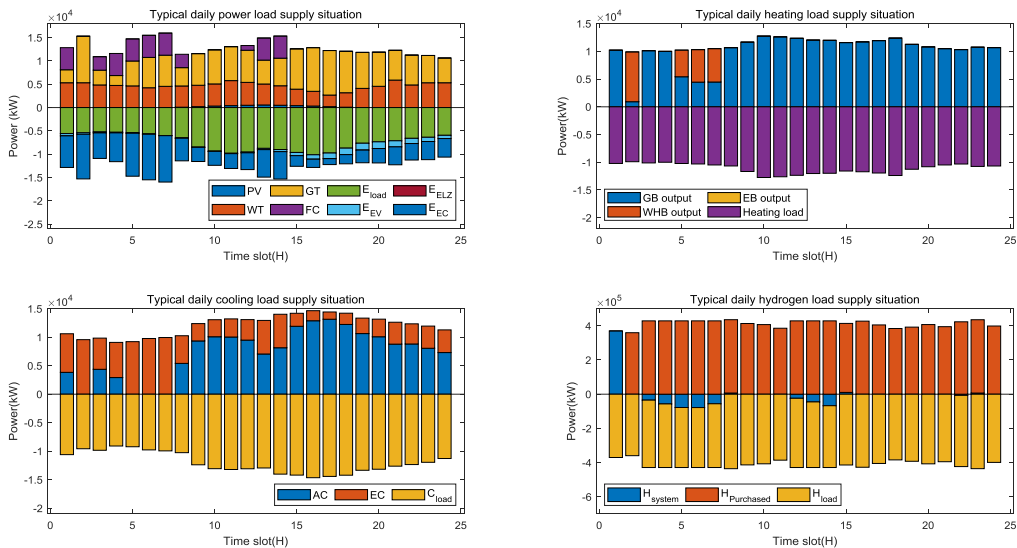 Typical daily power load supply situation
×10^4
Power (kW)
1.5
1
0.5
0
-0.5
-1
-1.5
-2
-2.5
PV
GT
E_load
E_ELZ
WT
FC
E_EV
E_EC
0
5
10
15
20
25
Time slot(H)
Typical daily heating load supply situation
×10^4
Power(kW)
1.5
1
0.5
0
-0.5
-1
-1.5
-2
GB output
EB output
WHB output
Heating load
0
5
10
15
20
25
Time slot(H)
Typical daily cooling load supply situation
×10^4
Power(kW)
1.5
1
0.5
0
-0.5
-1
-1.5
-2
AC
EC
C_load
0
5
10
15
20
25
Time slot(H)
Typical daily hydrogen load supply situation
×10^5
Power(kW)
4
2
0
-2
-4
-6
H_system
H_Purchased
H_load
0
5
10
15
20
25
Time slot(H)